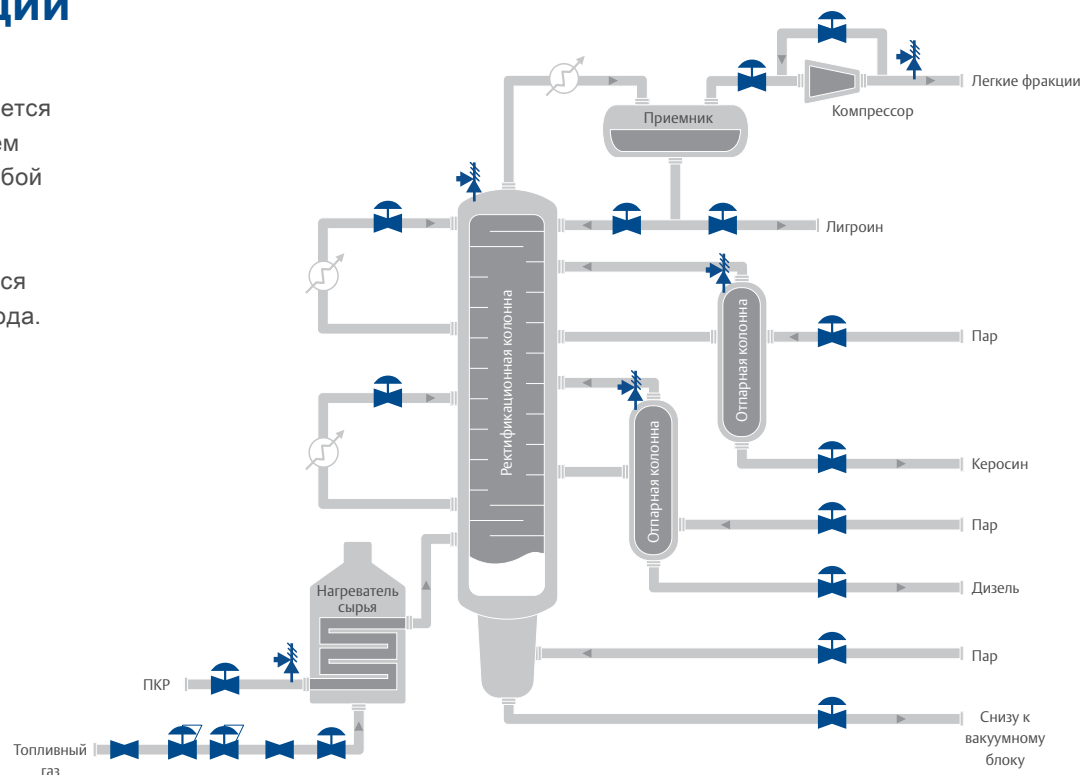 ции
ется
ем
бой
ся
ода.
Легкие фракции
Компрессор
Приемник
Лигроин
Ректификационная колонна
Отпарная колонна
Пар
Отпарная колонна
Керосин
Пар
Дизель
Нагреватель
сырья
Пар
ПКР
Снизу к
вакуумному
блоку
Топливный
газ